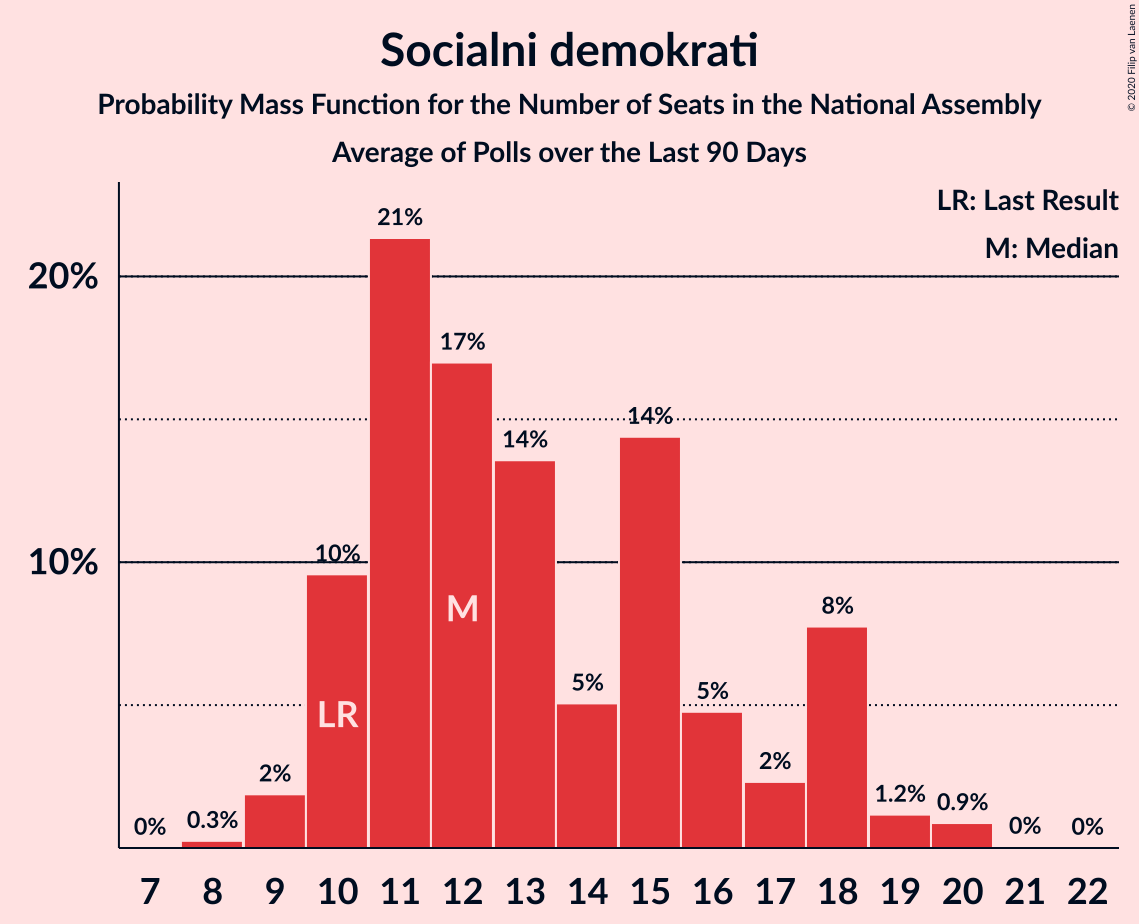 © 2020 Filip van Laenen
Socialni demokrati
Probability Mass Function for the Number of Seats in the National Assembly
Average of Polls over the Last 90 Days
LR: Last Result
M: Median
20%
10%
0%
0.3%
2%
10%
21%
17%
14%
5%
14%
5%
2%
8%
1.2%
0.9%
0%
0%
LR
M
7 8 9 10 11 12 13 14 15 16 17 18 19 20 21 22